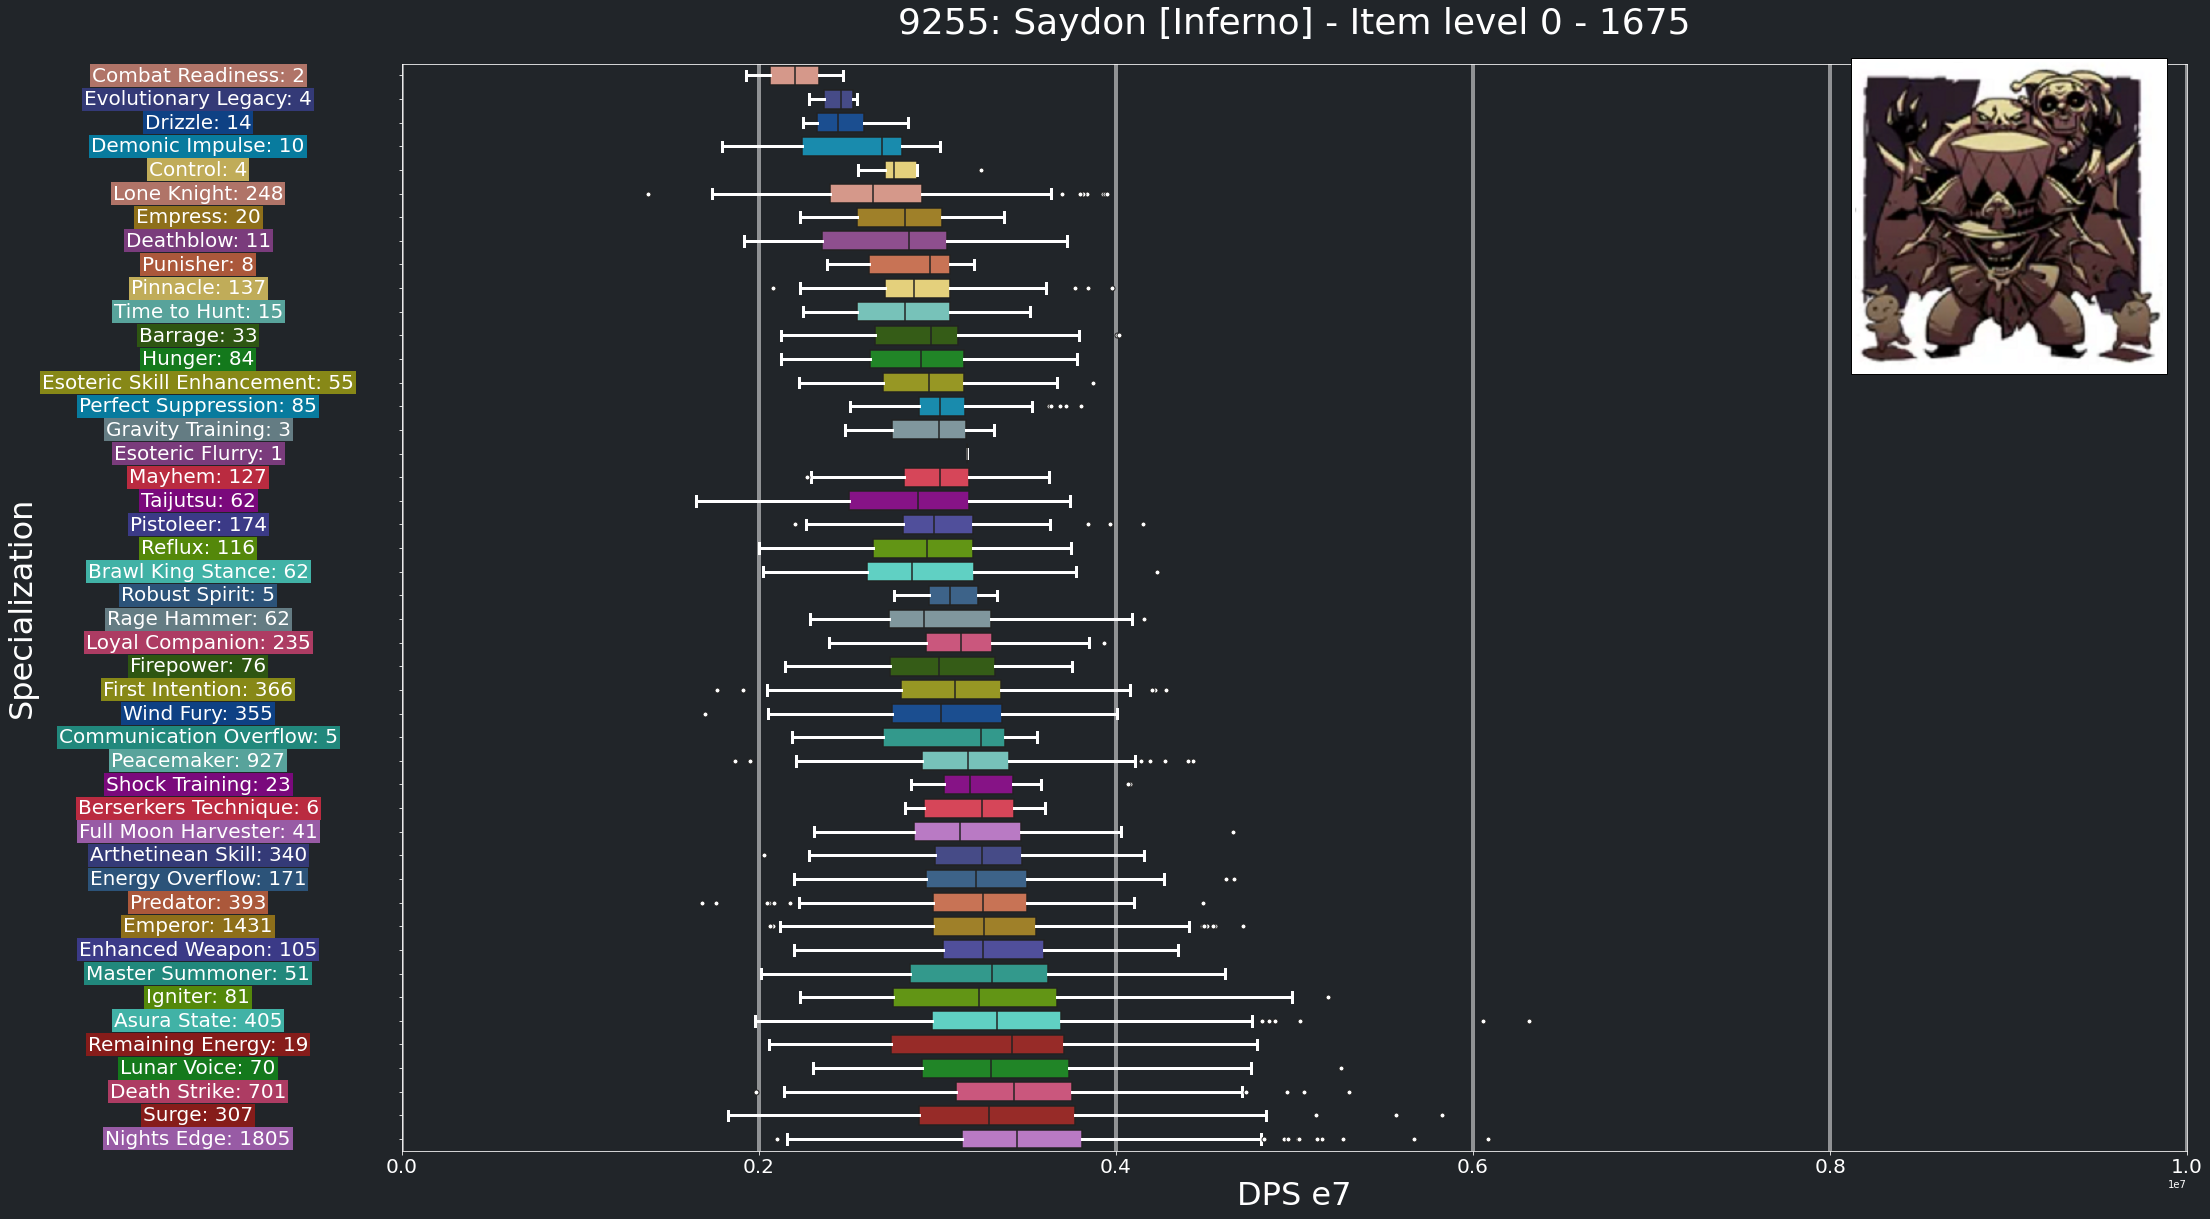 9255: Saydon [Inferno] - Item level 0 - 1675
Specialization
Combat Readiness: 2
Evolutionary Legacy: 4
Drizzle: 14
Demonic Impulse: 10
Control: 4
Lone Knight: 248
Empress: 20
Deathblow: 11
Punisher: 8
Pinnacle: 137
Time to Hunt: 15
Barrage: 33
Hunger: 84
Esoteric Skill Enhancement: 55
Perfect Suppression: 85
Gravity Training: 3
Esoteric Flurry: 1
Mayhem: 127
Taijutsu: 62
Pistoleer: 174
Reflux: 116
Brawl King Stance: 62
Robust Spirit: 5
Rage Hammer: 62
Loyal Companion: 235
Firepower: 76
First Intention: 366
Wind Fury: 355
Communication Overflow: 5
Peacemaker: 927
Shock Training: 23
Berserkers Technique: 6
Full Moon Harvester: 41
Arthetinean Skill: 340
Energy Overflow: 171
Predator: 393
Emperor: 1431
Enhanced Weapon: 105
Master Summoner: 51
Igniter: 81
Asura State: 405
Remaining Energy: 19
Lunar Voice: 70
Death Strike: 701
Surge: 307
Nights Edge: 1805
0.0 0.2 0.4 0.6 0.8 1.0
1e7
DPS e7